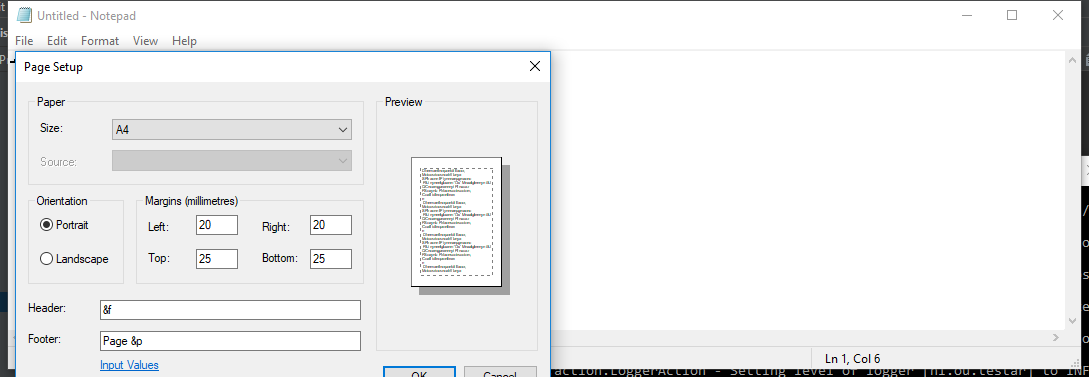 Untitled - Notepad
File Edit Format View Help
Page Setup
Paper
Size: A4
Source:
Preview
Orientation
Portrait
Landscape
Margins (millimetres)
Left: 20 Right: 20
Top: 25 Bottom: 25
Header: &f
Footer: Page &p
Input Values
OK Cancel
Ln 1, Col 6
action.LoggerAction - Setting level of logger [nl.ou.testar] to INF